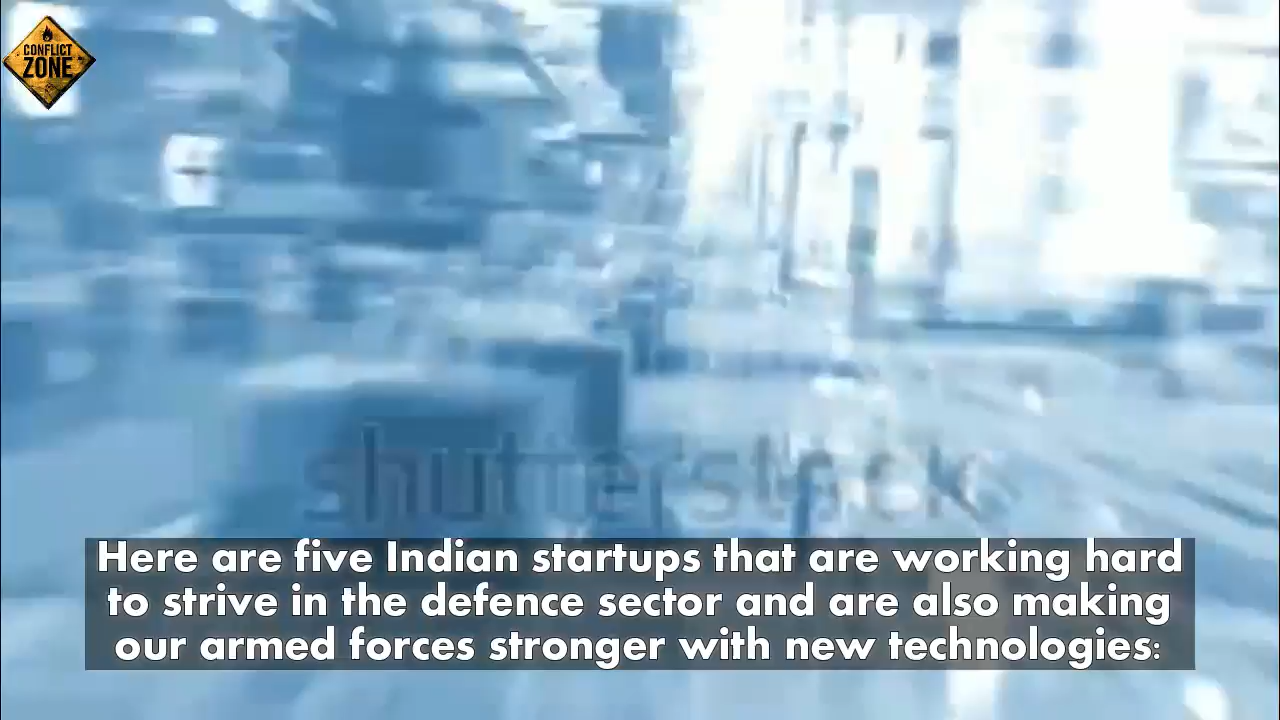 CONFLICT
ZONE
shutterstock
Here are five Indian startups that are working hard
to strive in the defence sector and are also making
our armed forces stronger with new technologies: